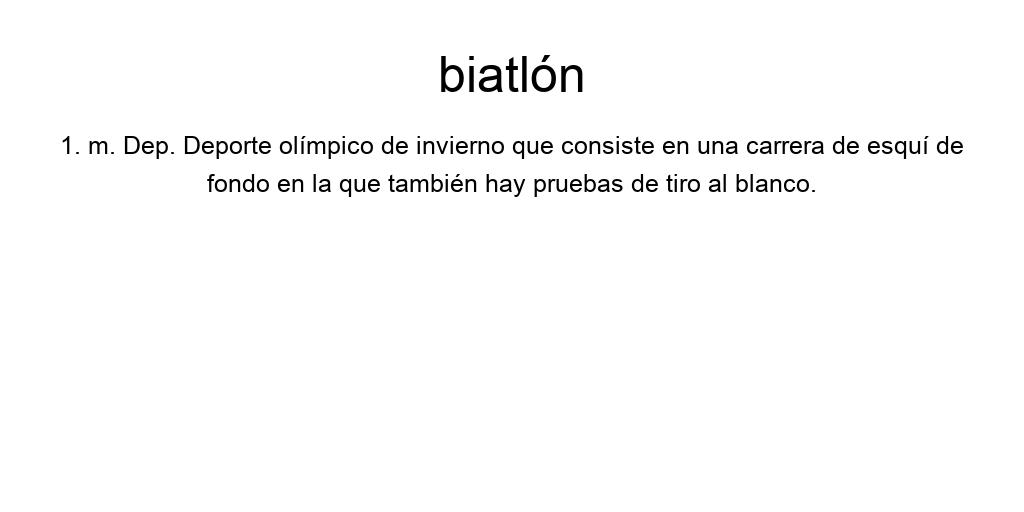 biatlón
1. m. Dep. Deporte olímpico de invierno que consiste en una carrera de esquí de
fondo en la que también hay pruebas de tiro al blanco.